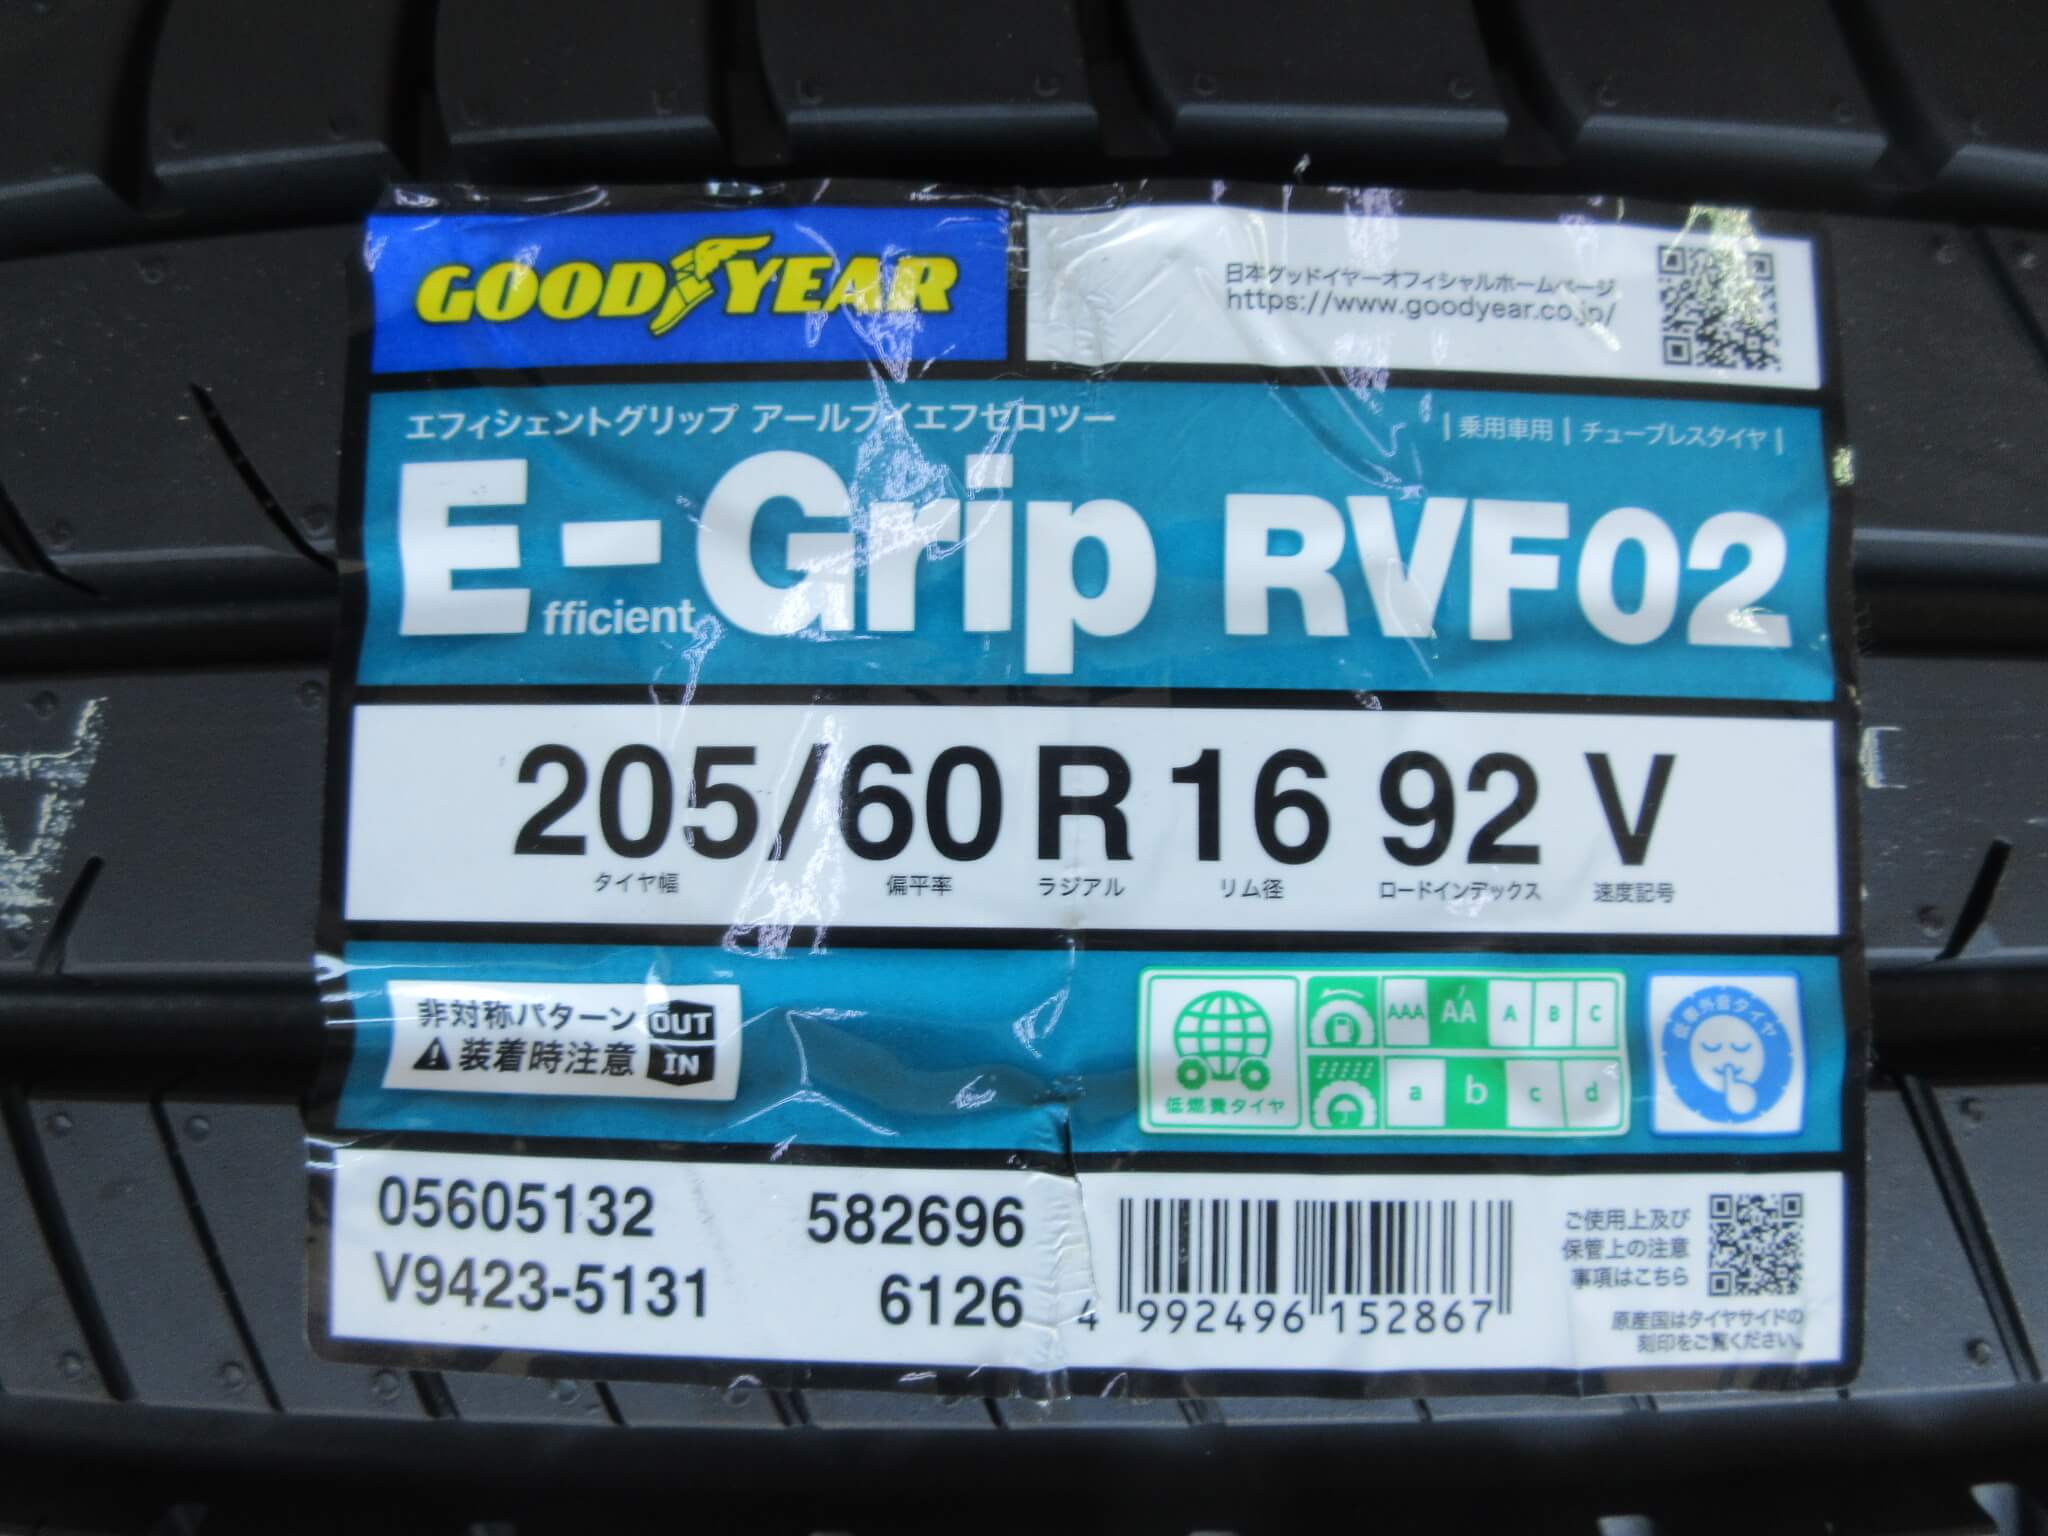 GOODYEAR
日本グッドイヤーオフィシャルホームページ
https://www.goodyear.co.jp/
エフィシェントグリップ アールブイエフゼロツー
|乗用車用|チューブレスタイヤ|
E-Grip RVF02
fficient
205/60 R 16 92 V
タイヤ幅 偏平率 ラジアル リム径 ロードインデックス 速度記号
非対称パターン
装着時注意
OUT
IN
低燃費タイヤ
AAA AA A B C
a b c d
低車外音タイヤ
05605132 582696
V9423-5131 6126
4 992496 152867
ご使用上及び
保管上の注意
事項はこちら
原産国はタイヤサイドの
刻印をご覧ください。